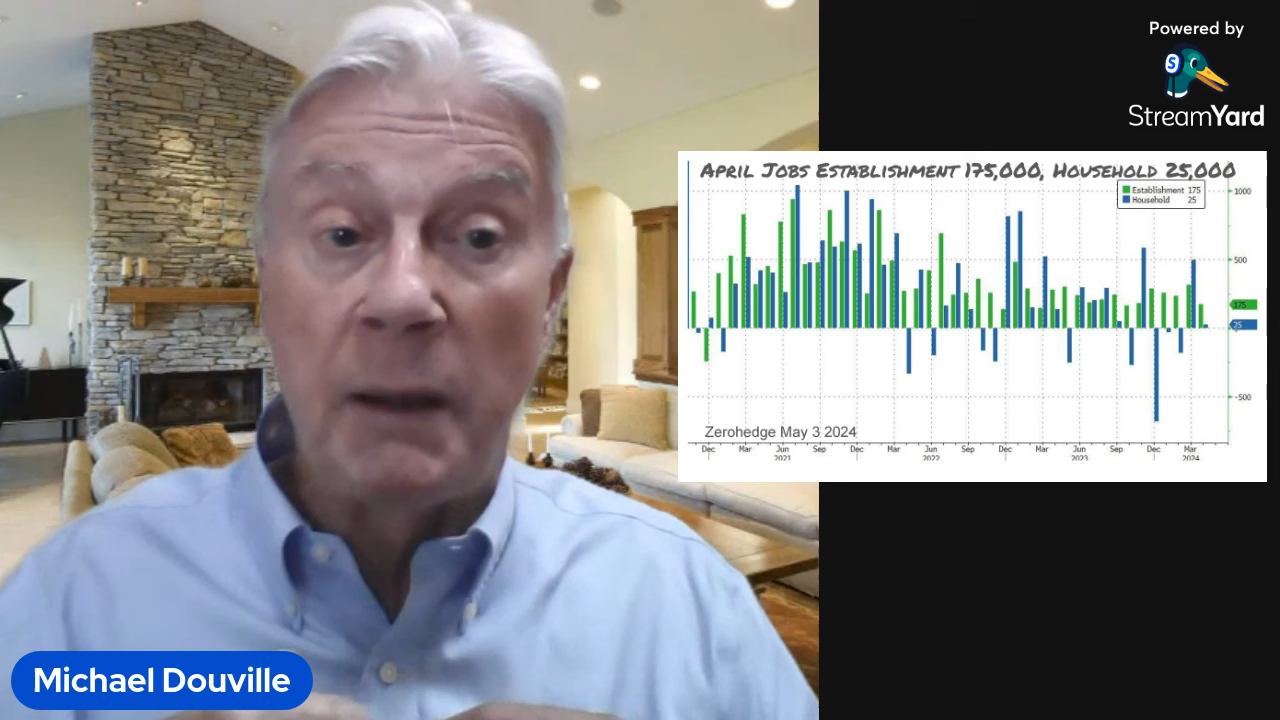 Powered by
S
StreamYard
April Jobs Establishment 175,000, Household 25,000
Establishment 175
Household 25
1000
500
175
25
-500
Zerohedge May 3 2024
Dec Mar Jun Sep Dec Mar Jun Sep Dec Mar Jun Sep Dec Mar
2021 2022 2023 2024
Michael Douville